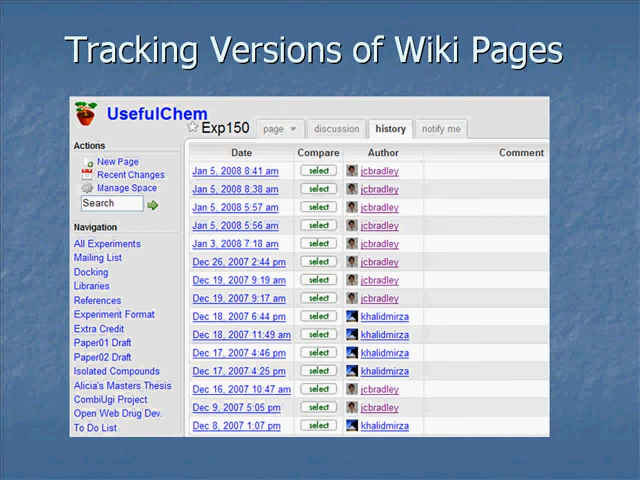 Tracking Versions of Wiki Pages
UsefulChem
Exp150 page discussion history notify me
Actions
New Page
Recent Changes
Manage Space
Search
Navigation
All Experiments
Mailing List
Docking
Libraries
References
Experiment Format
Extra Credit
Paper01 Draft
Paper02 Draft
Isolated Compounds
Alicia's Masters Thesis
CombiUgi Project
Open Web Drug Dev.
To Do List
Date Compare Author Comment
Jan 5, 2008 8:41 am select jcbradley
Jan 5, 2008 8:38 am select jcbradley
Jan 5, 2008 5:57 am select jcbradley
Jan 5, 2008 5:56 am select jcbradley
Jan 3, 2008 7:18 am select jcbradley
Dec 26, 2007 2:44 pm select jcbradley
Dec 19, 2007 9:19 am select jcbradley
Dec 19, 2007 9:17 am select jcbradley
Dec 18, 2007 6:44 pm select khalidmirza
Dec 18, 2007 11:49 am select khalidmirza
Dec 17, 2007 4:46 pm select khalidmirza
Dec 17, 2007 4:25 pm select khalidmirza
Dec 16, 2007 10:47 am select jcbradley
Dec 9, 2007 5:05 pm select jcbradley
Dec 8, 2007 1:07 pm select khalidmirza